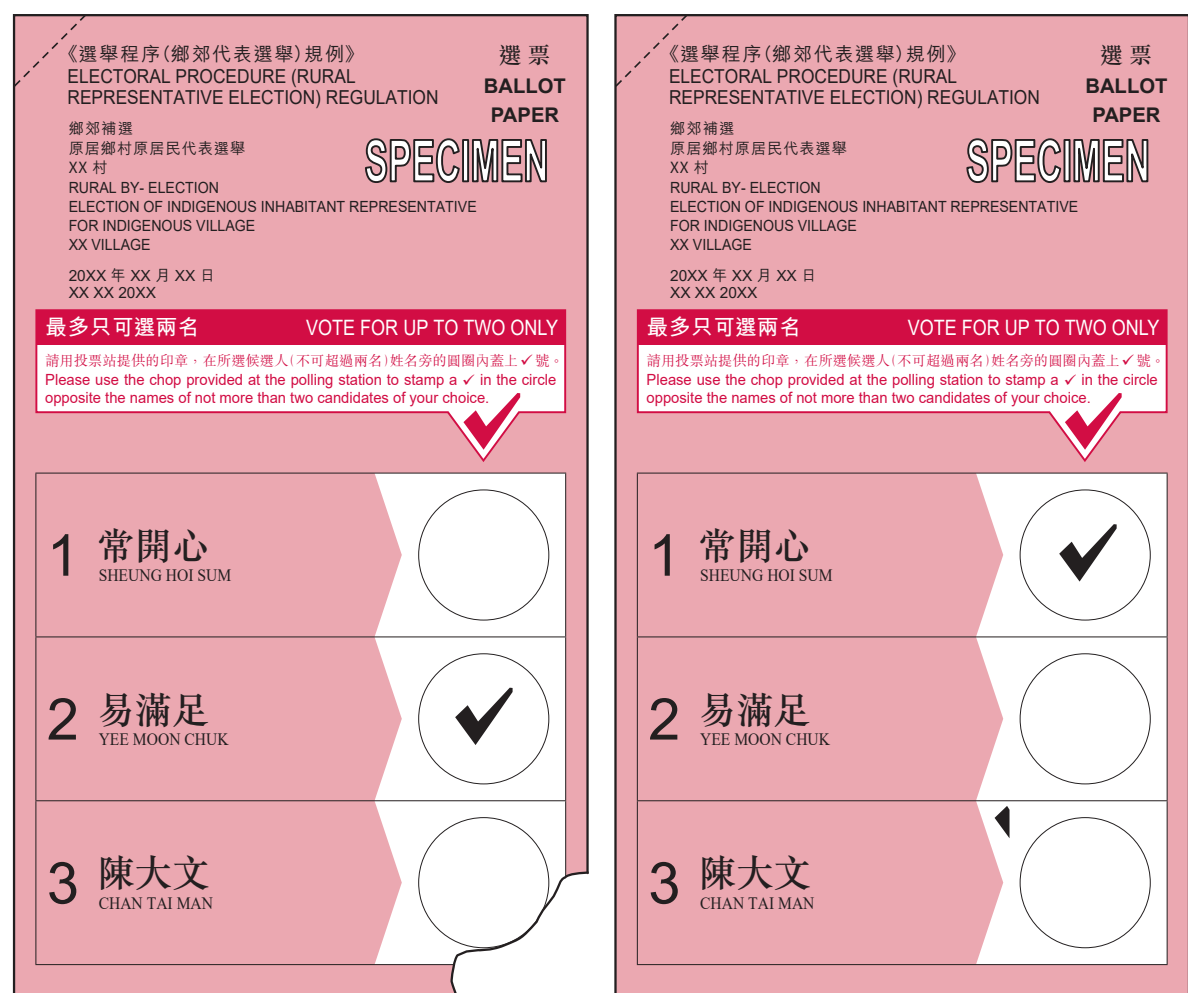 《選舉程序(鄉郊代表選舉)規例》
ELECTORAL PROCEDURE (RURAL
REPRESENTATIVE ELECTION) REGULATION
選票
BALLOT
PAPER
鄉郊補選
原居鄉村原居民代表選舉
XX 村
RURAL BY- ELECTION
ELECTION OF INDIGENOUS INHABITANT REPRESENTATIVE
FOR INDIGENOUS VILLAGE
XX VILLAGE
SPECIMEN
20XX 年 XX 月 XX 日
XX XX 20XX
最多只可選兩名 VOTE FOR UP TO TWO ONLY
請用投票站提供的印章，在所選候選人(不可超過兩名)姓名旁的圓圈內蓋上✓號。
Please use the chop provided at the polling station to stamp a ✓ in the circle
opposite the names of not more than two candidates of your choice.
1 常開心
SHEUNG HOI SUM
2 易滿足
YEE MOON CHUK
3 陳大文
CHAN TAI MAN
《選舉程序(鄉郊代表選舉)規例》
ELECTORAL PROCEDURE (RURAL
REPRESENTATIVE ELECTION) REGULATION
選票
BALLOT
PAPER
鄉郊補選
原居鄉村原居民代表選舉
XX 村
RURAL BY- ELECTION
ELECTION OF INDIGENOUS INHABITANT REPRESENTATIVE
FOR INDIGENOUS VILLAGE
XX VILLAGE
SPECIMEN
20XX 年 XX 月 XX 日
XX XX 20XX
最多只可選兩名 VOTE FOR UP TO TWO ONLY
請用投票站提供的印章，在所選候選人(不可超過兩名)姓名旁的圓圈內蓋上✓號。
Please use the chop provided at the polling station to stamp a ✓ in the circle
opposite the names of not more than two candidates of your choice.
1 常開心
SHEUNG HOI SUM
2 易滿足
YEE MOON CHUK
3 陳大文
CHAN TAI MAN